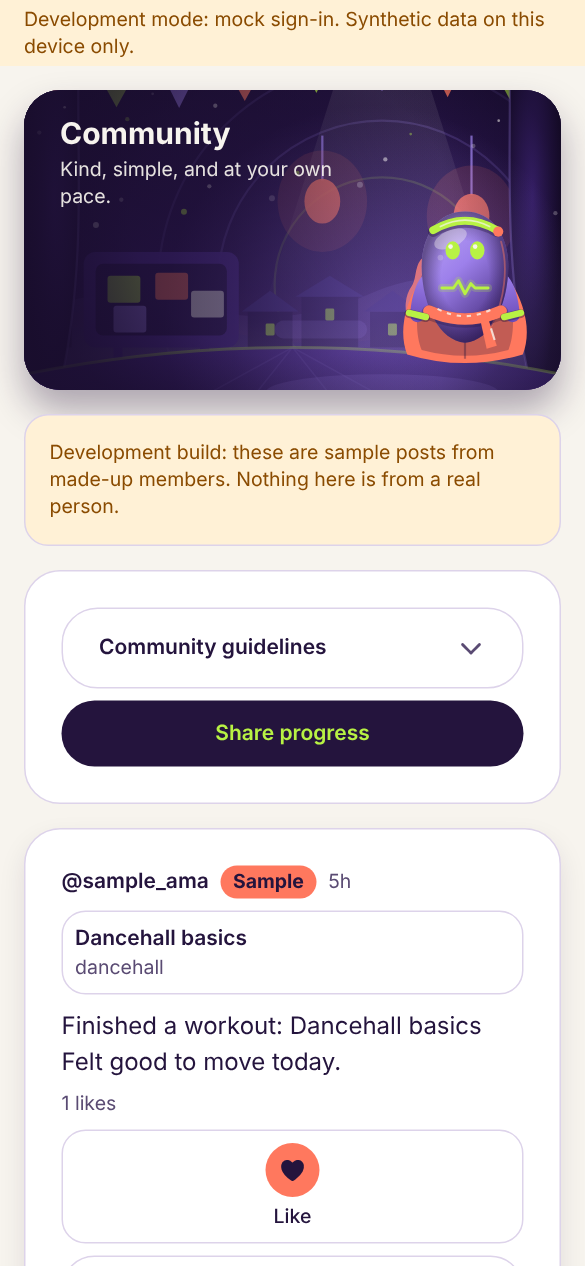 Development mode: mock sign-in. Synthetic data on this
device only.
Community
Kind, simple, and at your own
pace.
Development build: these are sample posts from
made-up members. Nothing here is from a real
person.
Community guidelines
Share progress
@sample_ama Sample 5h
Dancehall basics
dancehall
Finished a workout: Dancehall basics
Felt good to move today.
1 likes
Like